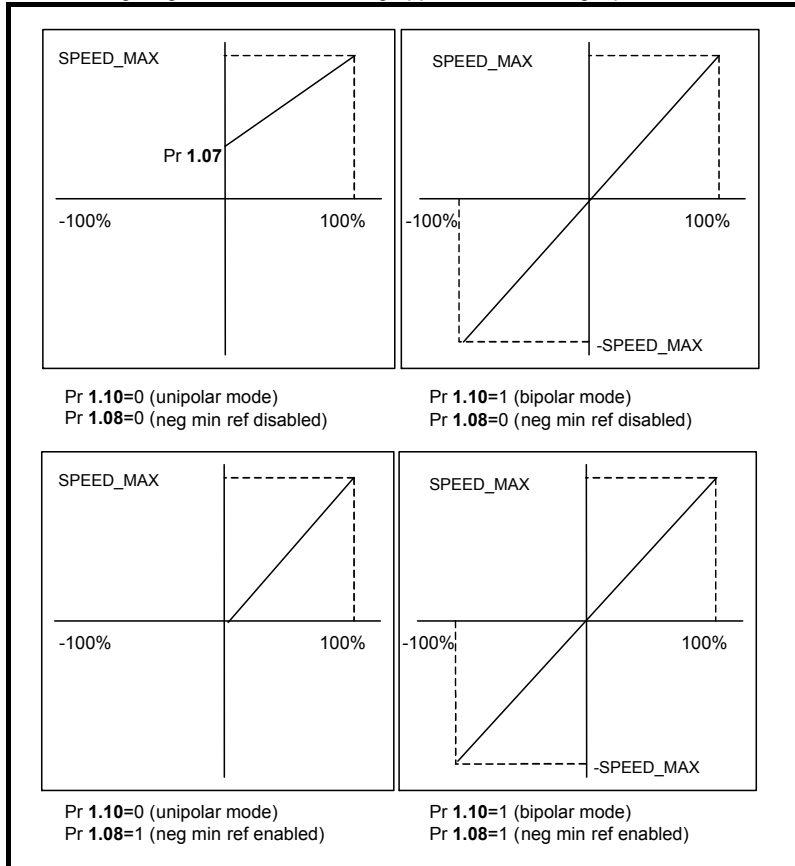 SPEED_MAX
Pr 1.07
-100%
100%
SPEED_MAX
-100%
100%
-SPEED_MAX
Pr 1.10=0 (unipolar mode)
Pr 1.08=0 (neg min ref disabled)
Pr 1.10=1 (bipolar mode)
Pr 1.08=0 (neg min ref disabled)
SPEED_MAX
-100%
100%
SPEED_MAX
-100%
100%
-SPEED_MAX
Pr 1.10=0 (unipolar mode)
Pr 1.08=1 (neg min ref enabled)
Pr 1.10=1 (bipolar mode)
Pr 1.08=1 (neg min ref enabled)